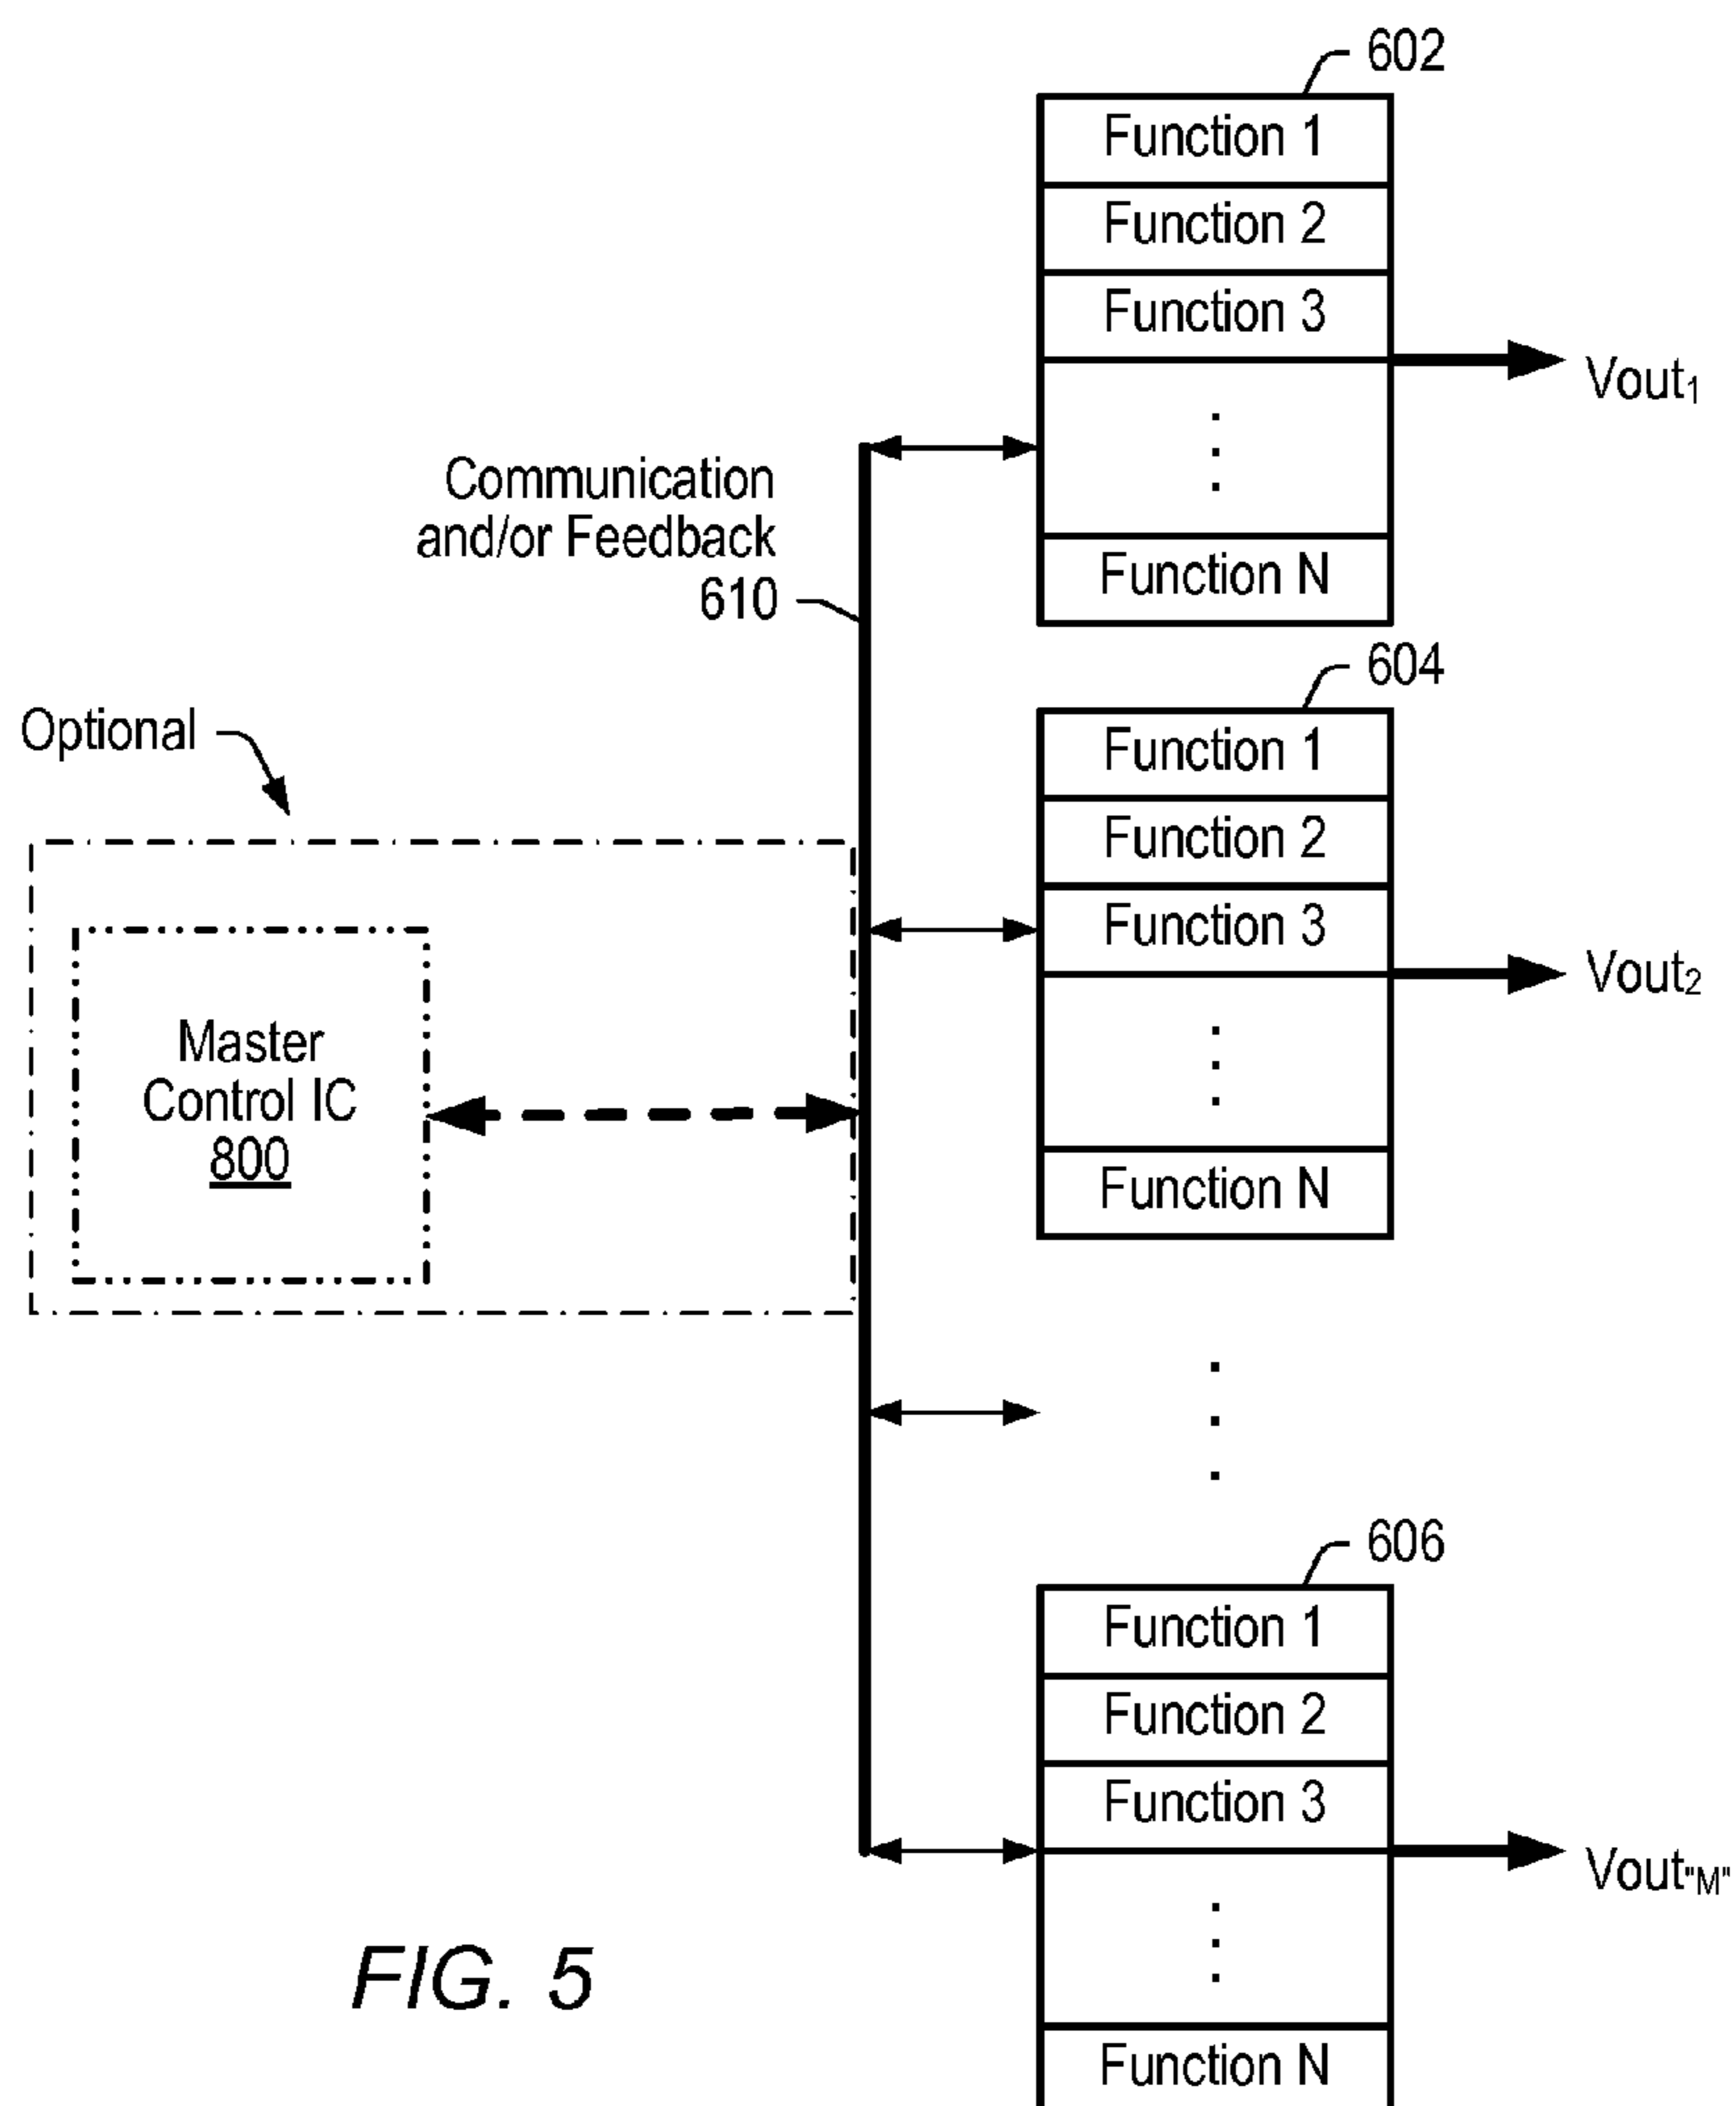 602
Function 1
Function 2
Function 3
Vout1
Function N
Communication
and/or Feedback
610
604
Function 1
Function 2
Function 3
Vout2
Function N
Optional
Master
Control IC
800
606
Function 1
Function 2
Function 3
Vout"M"
Function N
FIG. 5